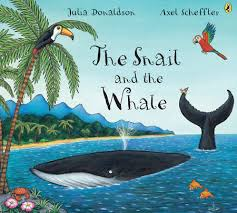 Julia Donaldson Axel Scheffler
The Snail
and the
Whale